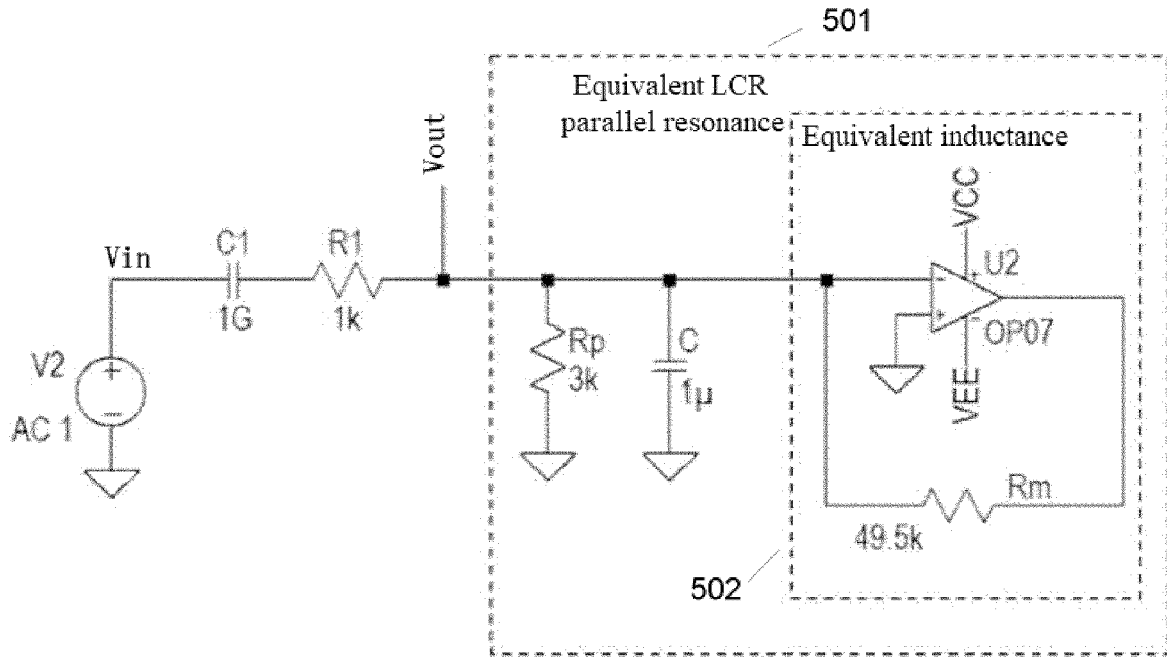 501
Equivalent LCR
parallel resonance
Equivalent inductance
Vout
VCC
Vin
C1
R1
U2
1G
1k
Rp
3k
C
1µ
OP07
V2
AC 1
VEE
Rm
49.5k
502